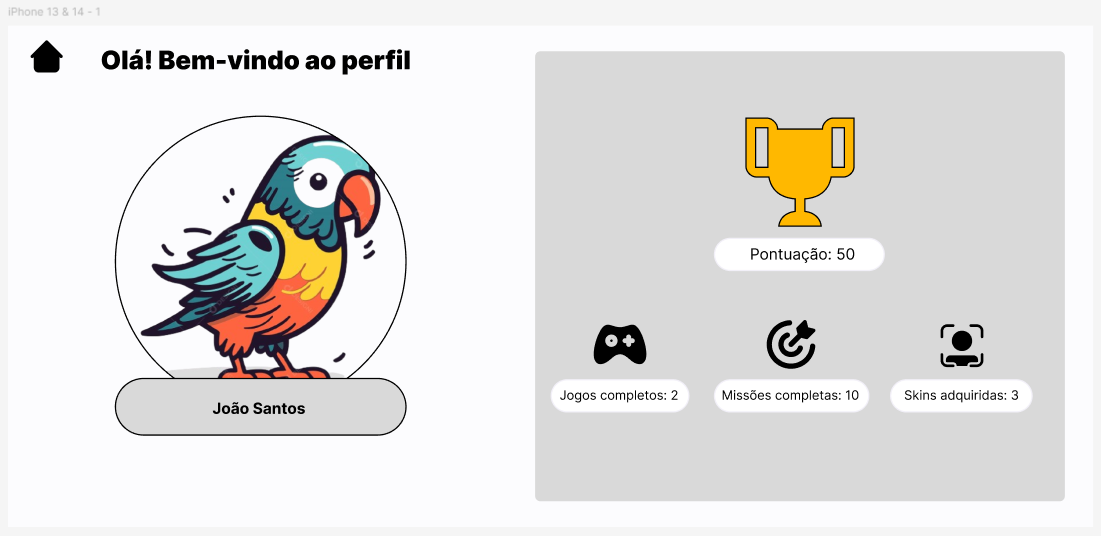 iPhone 13 & 14 - 1
Olá! Bem-vindo ao perfil
João Santos
Pontuação: 50
Jogos completos: 2
Missões completas: 10
Skins adquiridas: 3